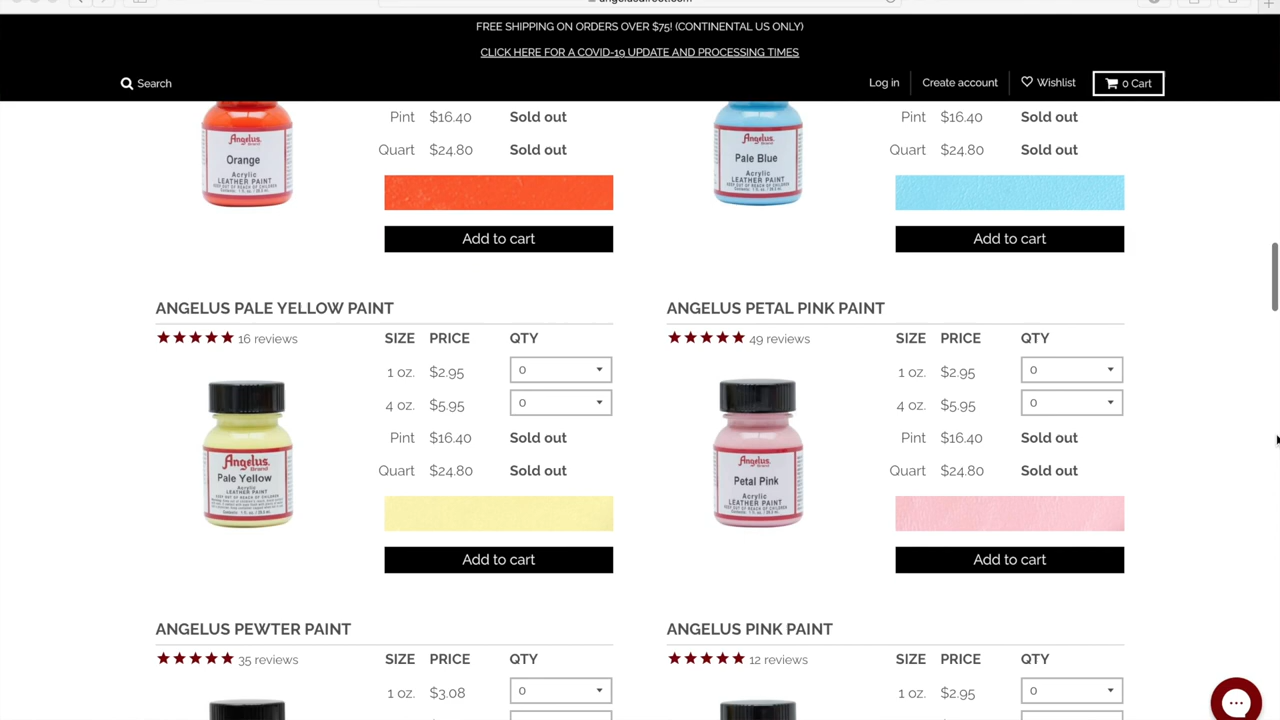 FREE SHIPPING ON ORDERS OVER $75! (CONTINENTAL US ONLY)
CLICK HERE FOR A COVID-19 UPDATE AND PROCESSING TIMES
Search
Log in
Create account
Wishlist
0 Cart
Angelus
Orange
Acrylic
LEATHER PAINT
Pint $16.40 Sold out
Quart $24.80 Sold out
Add to cart
Angelus
Pale Blue
Acrylic
LEATHER PAINT
Pint $16.40 Sold out
Quart $24.80 Sold out
Add to cart
ANGELUS PALE YELLOW PAINT
16 reviews
SIZE PRICE QTY
1 oz. $2.95 0
4 oz. $5.95 0
Pint $16.40 Sold out
Quart $24.80 Sold out
Angelus
Brand
Pale Yellow
Acrylic
LEATHER PAINT
Add to cart
ANGELUS PETAL PINK PAINT
49 reviews
SIZE PRICE QTY
1 oz. $2.95 0
4 oz. $5.95 0
Pint $16.40 Sold out
Quart $24.80 Sold out
Angelus
Petal Pink
Acrylic
LEATHER PAINT
Add to cart
ANGELUS PEWTER PAINT
35 reviews
SIZE PRICE QTY
1 oz. $3.08 0
ANGELUS PINK PAINT
12 reviews
SIZE PRICE QTY
1 oz. $2.95 0